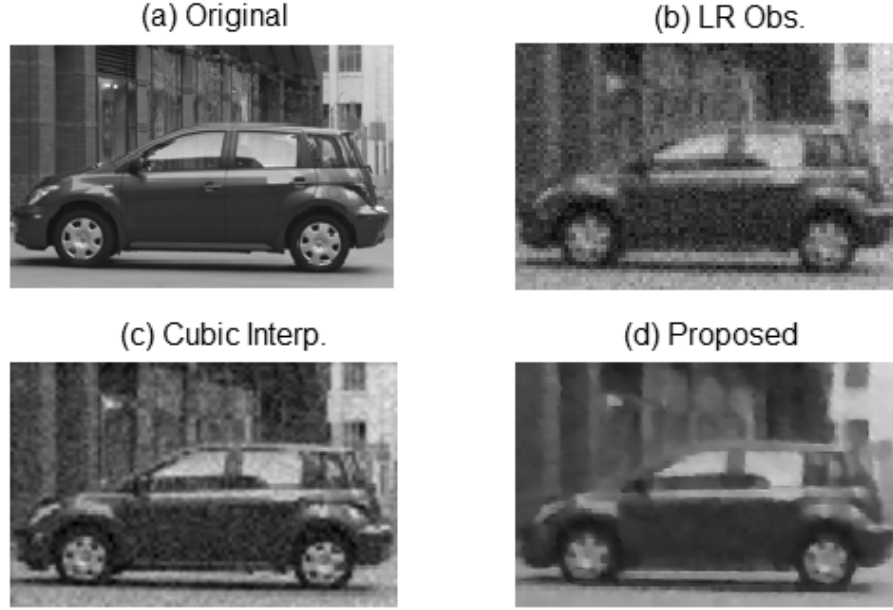 (a) Original
(b) LR Obs.
(c) Cubic Interp.
(d) Proposed